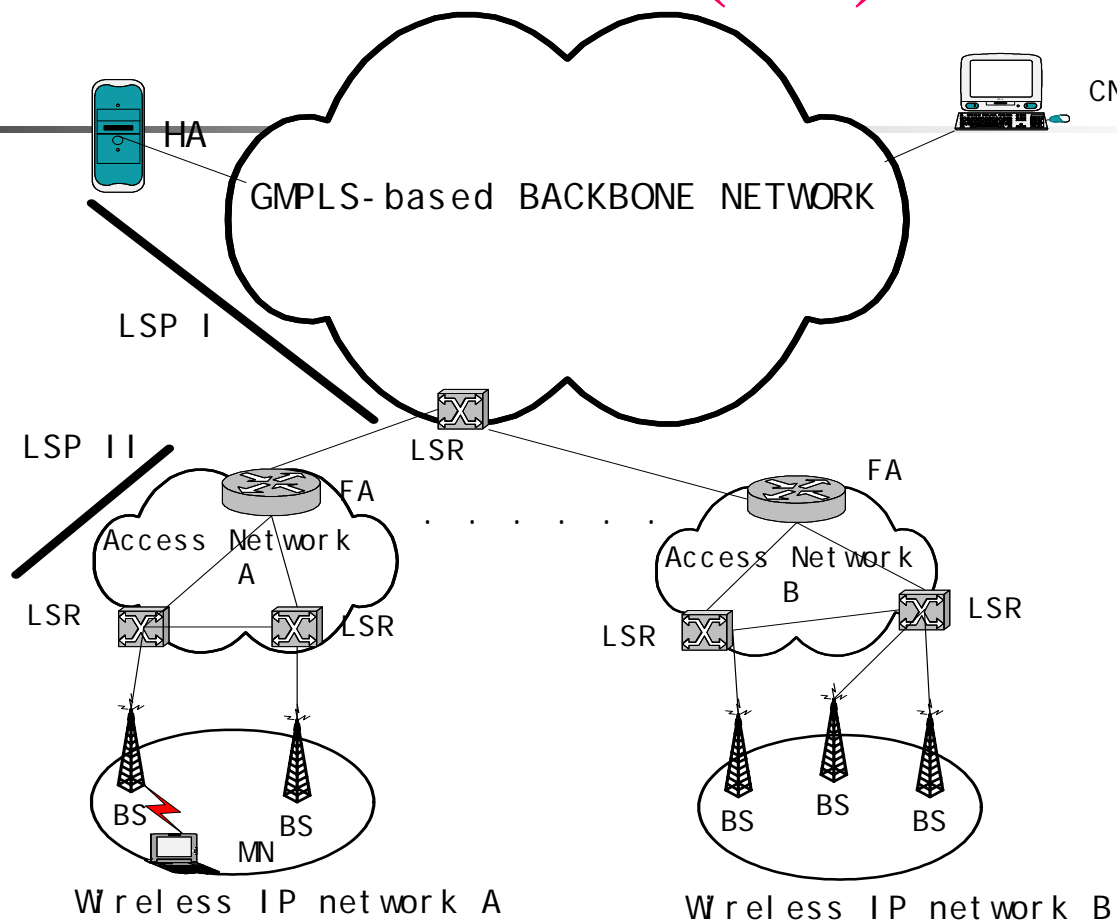 CN
HA
GMPLS-based BACKBONE NETWORK
LSP I
LSR
LSP II
FA
FA
Access Network
A
Access Network
B
LSR
LSR
LSR
LSR
BS
BS
BS
BS
BS
MN
Wireless IP network A
Wireless IP network B